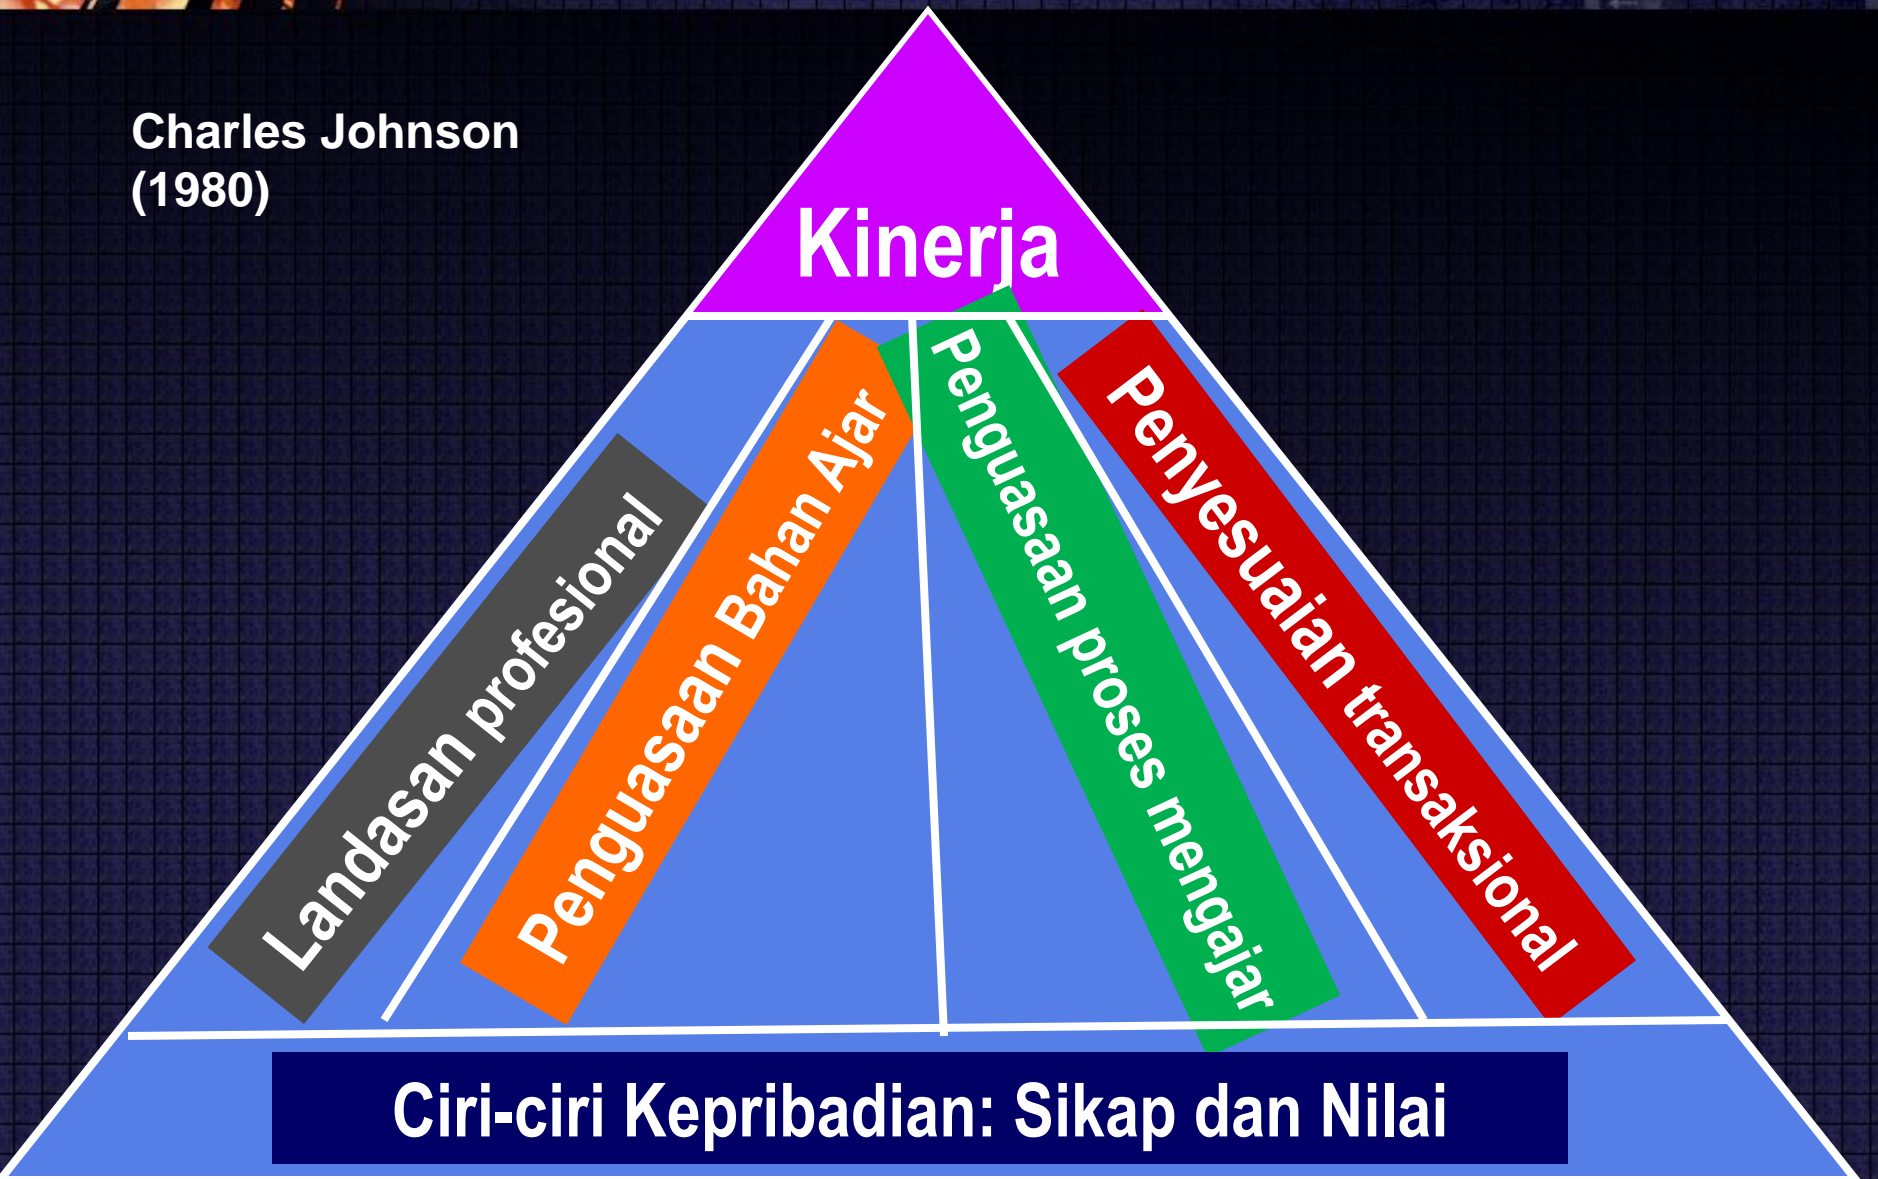 Charles Johnson
(1980)
Kinerja
Landasan profesional
Penguasaan Bahan Ajar
Penguasaan proses mengajar
Penyesuaian transaksional
Ciri-ciri Kepribadian: Sikap dan Nilai